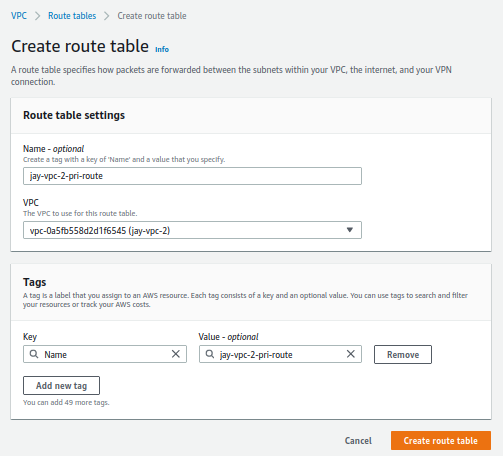 VPC > Route tables > Create route table
Create route table Info
A route table specifies how packets are forwarded between the subnets within your VPC, the internet, and your VPN
connection.
Route table settings
Name - optional
Create a tag with a key of 'Name' and a value that you specify.
jay-vpc-2-pri-route
VPC
The VPC to use for this route table.
vpc-0a5fb558d2d1f6545 (jay-vpc-2)
Tags
A tag is a label that you assign to an AWS resource. Each tag consists of a key and an optional value. You can use tags to search and filter
your resources or track your AWS costs.
Key Value - optional
Name jay-vpc-2-pri-route Remove
Add new tag
You can add 49 more tags.
Cancel Create route table